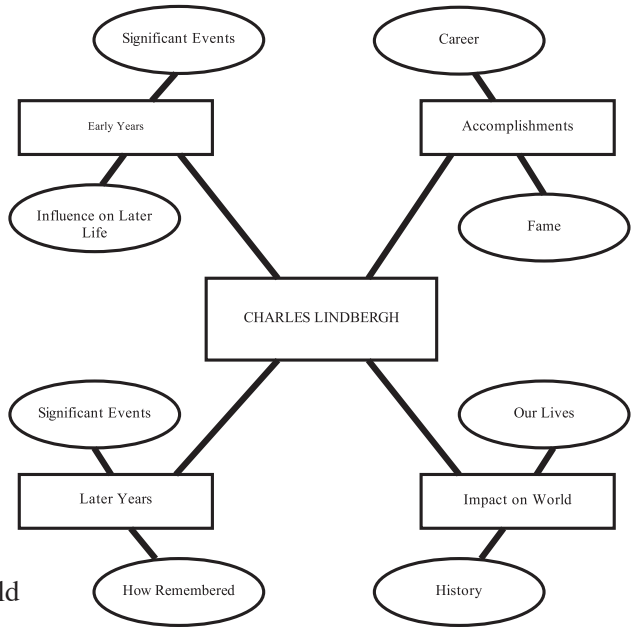 Significant Events
Career
Early Years
Accomplishments
Influence on Later
Life
Fame
CHARLES LINDBERGH
Significant Events
Our Lives
Later Years
Impact on World
ld
How Remembered
History